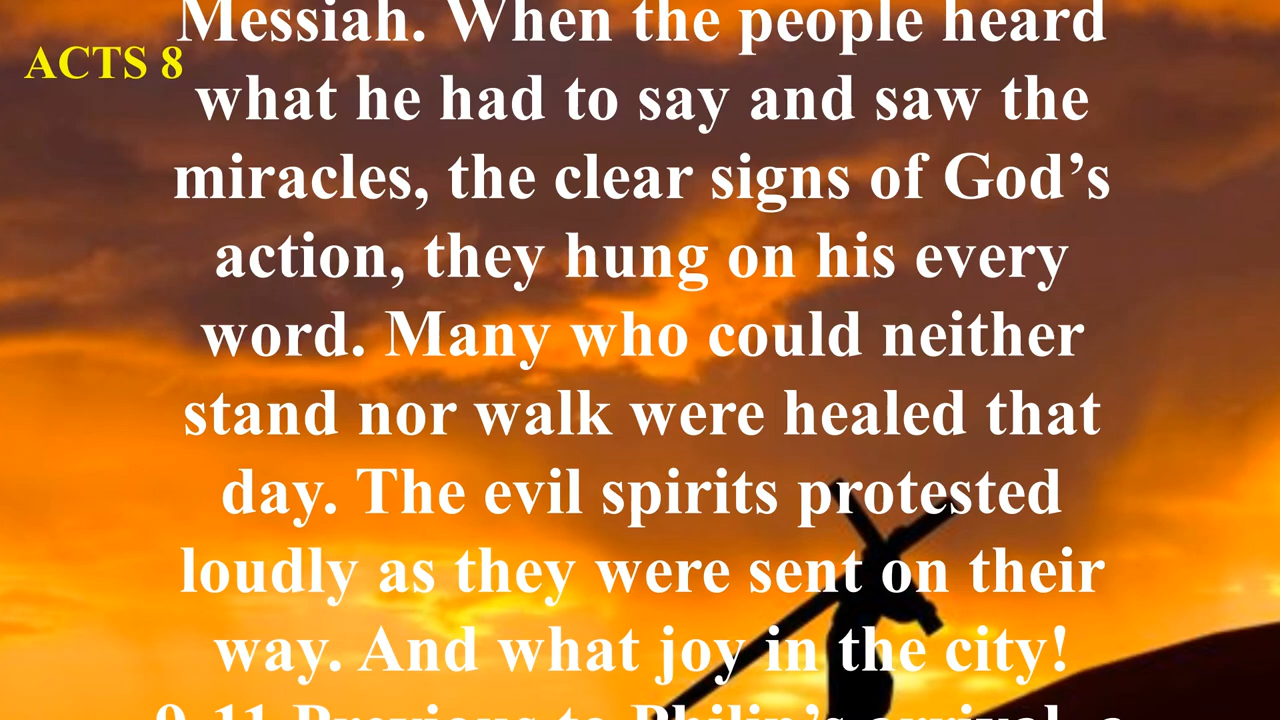 Messiah. When the people heard
ACTS 8
what he had to say and saw the
miracles, the clear signs of God’s
action, they hung on his every
word. Many who could neither
stand nor walk were healed that
day. The evil spirits protested
loudly as they were sent on their
way. And what joy in the city!
9-11 Previous to Philip’s arrival, a